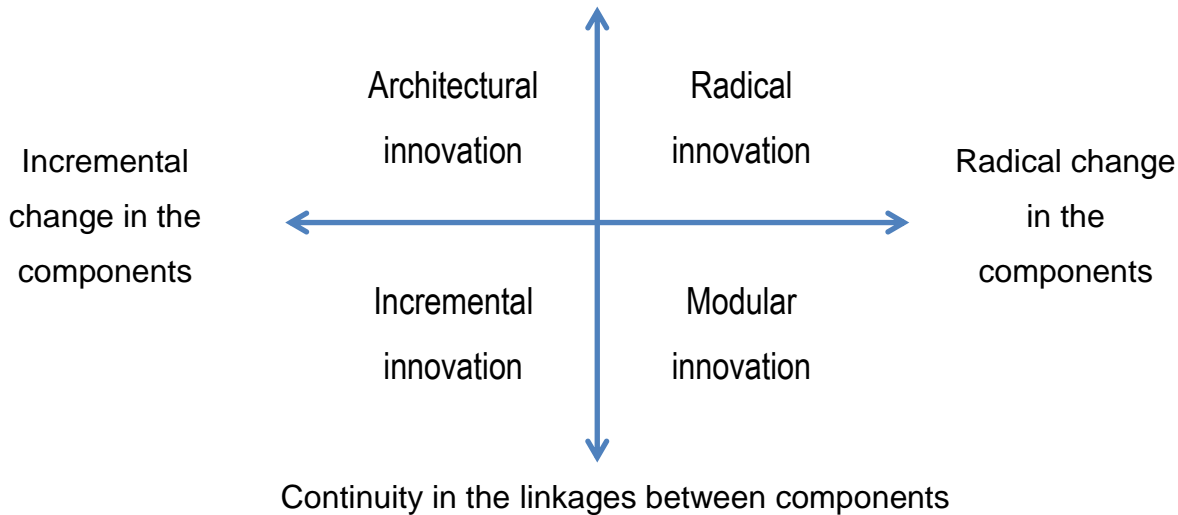 Architectural
innovation
Radical
innovation
Incremental
change in the
components
Radical change
in the
components
Incremental
innovation
Modular
innovation
Continuity in the linkages between components